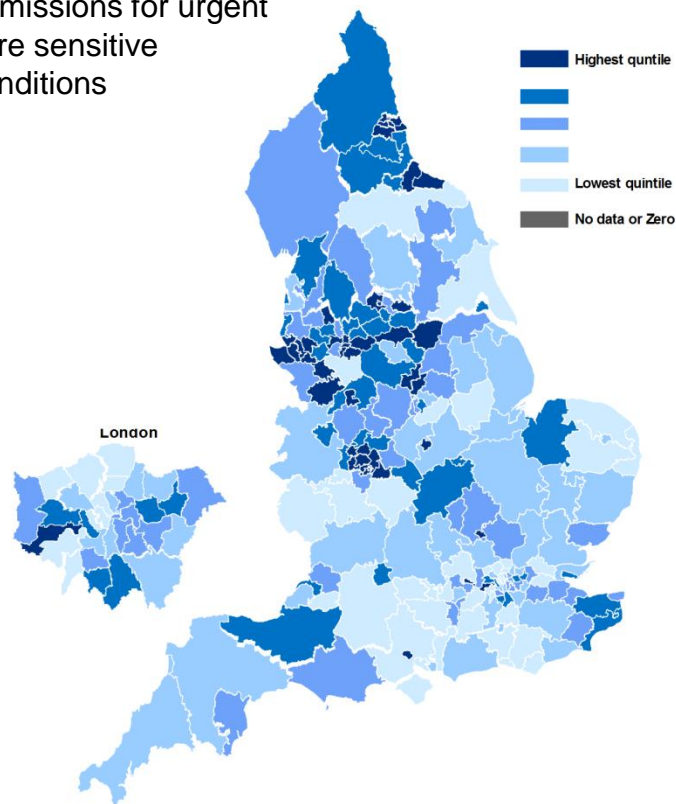 missions for urgent
re sensitive
nditions
Highest quntile
Lowest quintile
No data or Zero
London